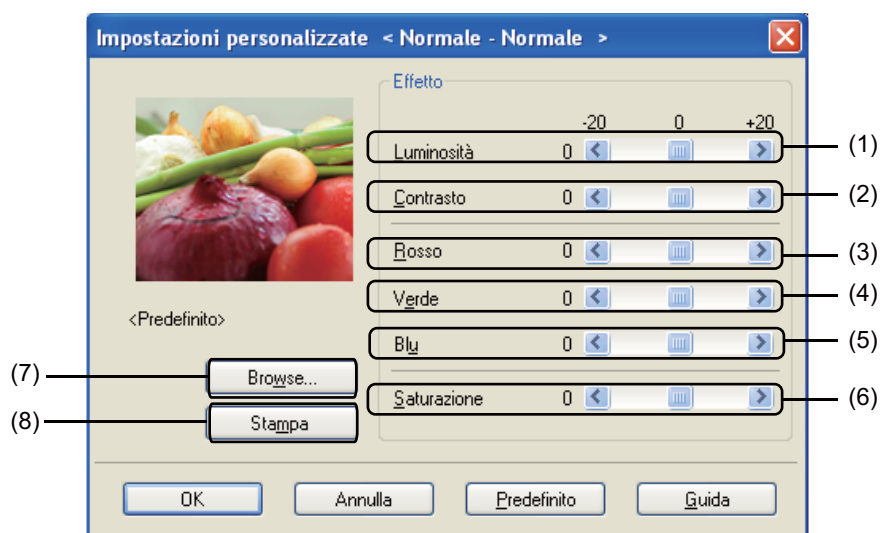 Impostazioni personalizzate < Normale - Normale >
Effetto
-20 0 +20
Luminosità 0 (1)
Contrasto 0 (2)
Rosso 0 (3)
Verde 0 (4)
<Predefinito>
Blu 0 (5)
(7) Browse...
Saturazione 0 (6)
(8) Stampa
OK Annulla Predefinito Guida